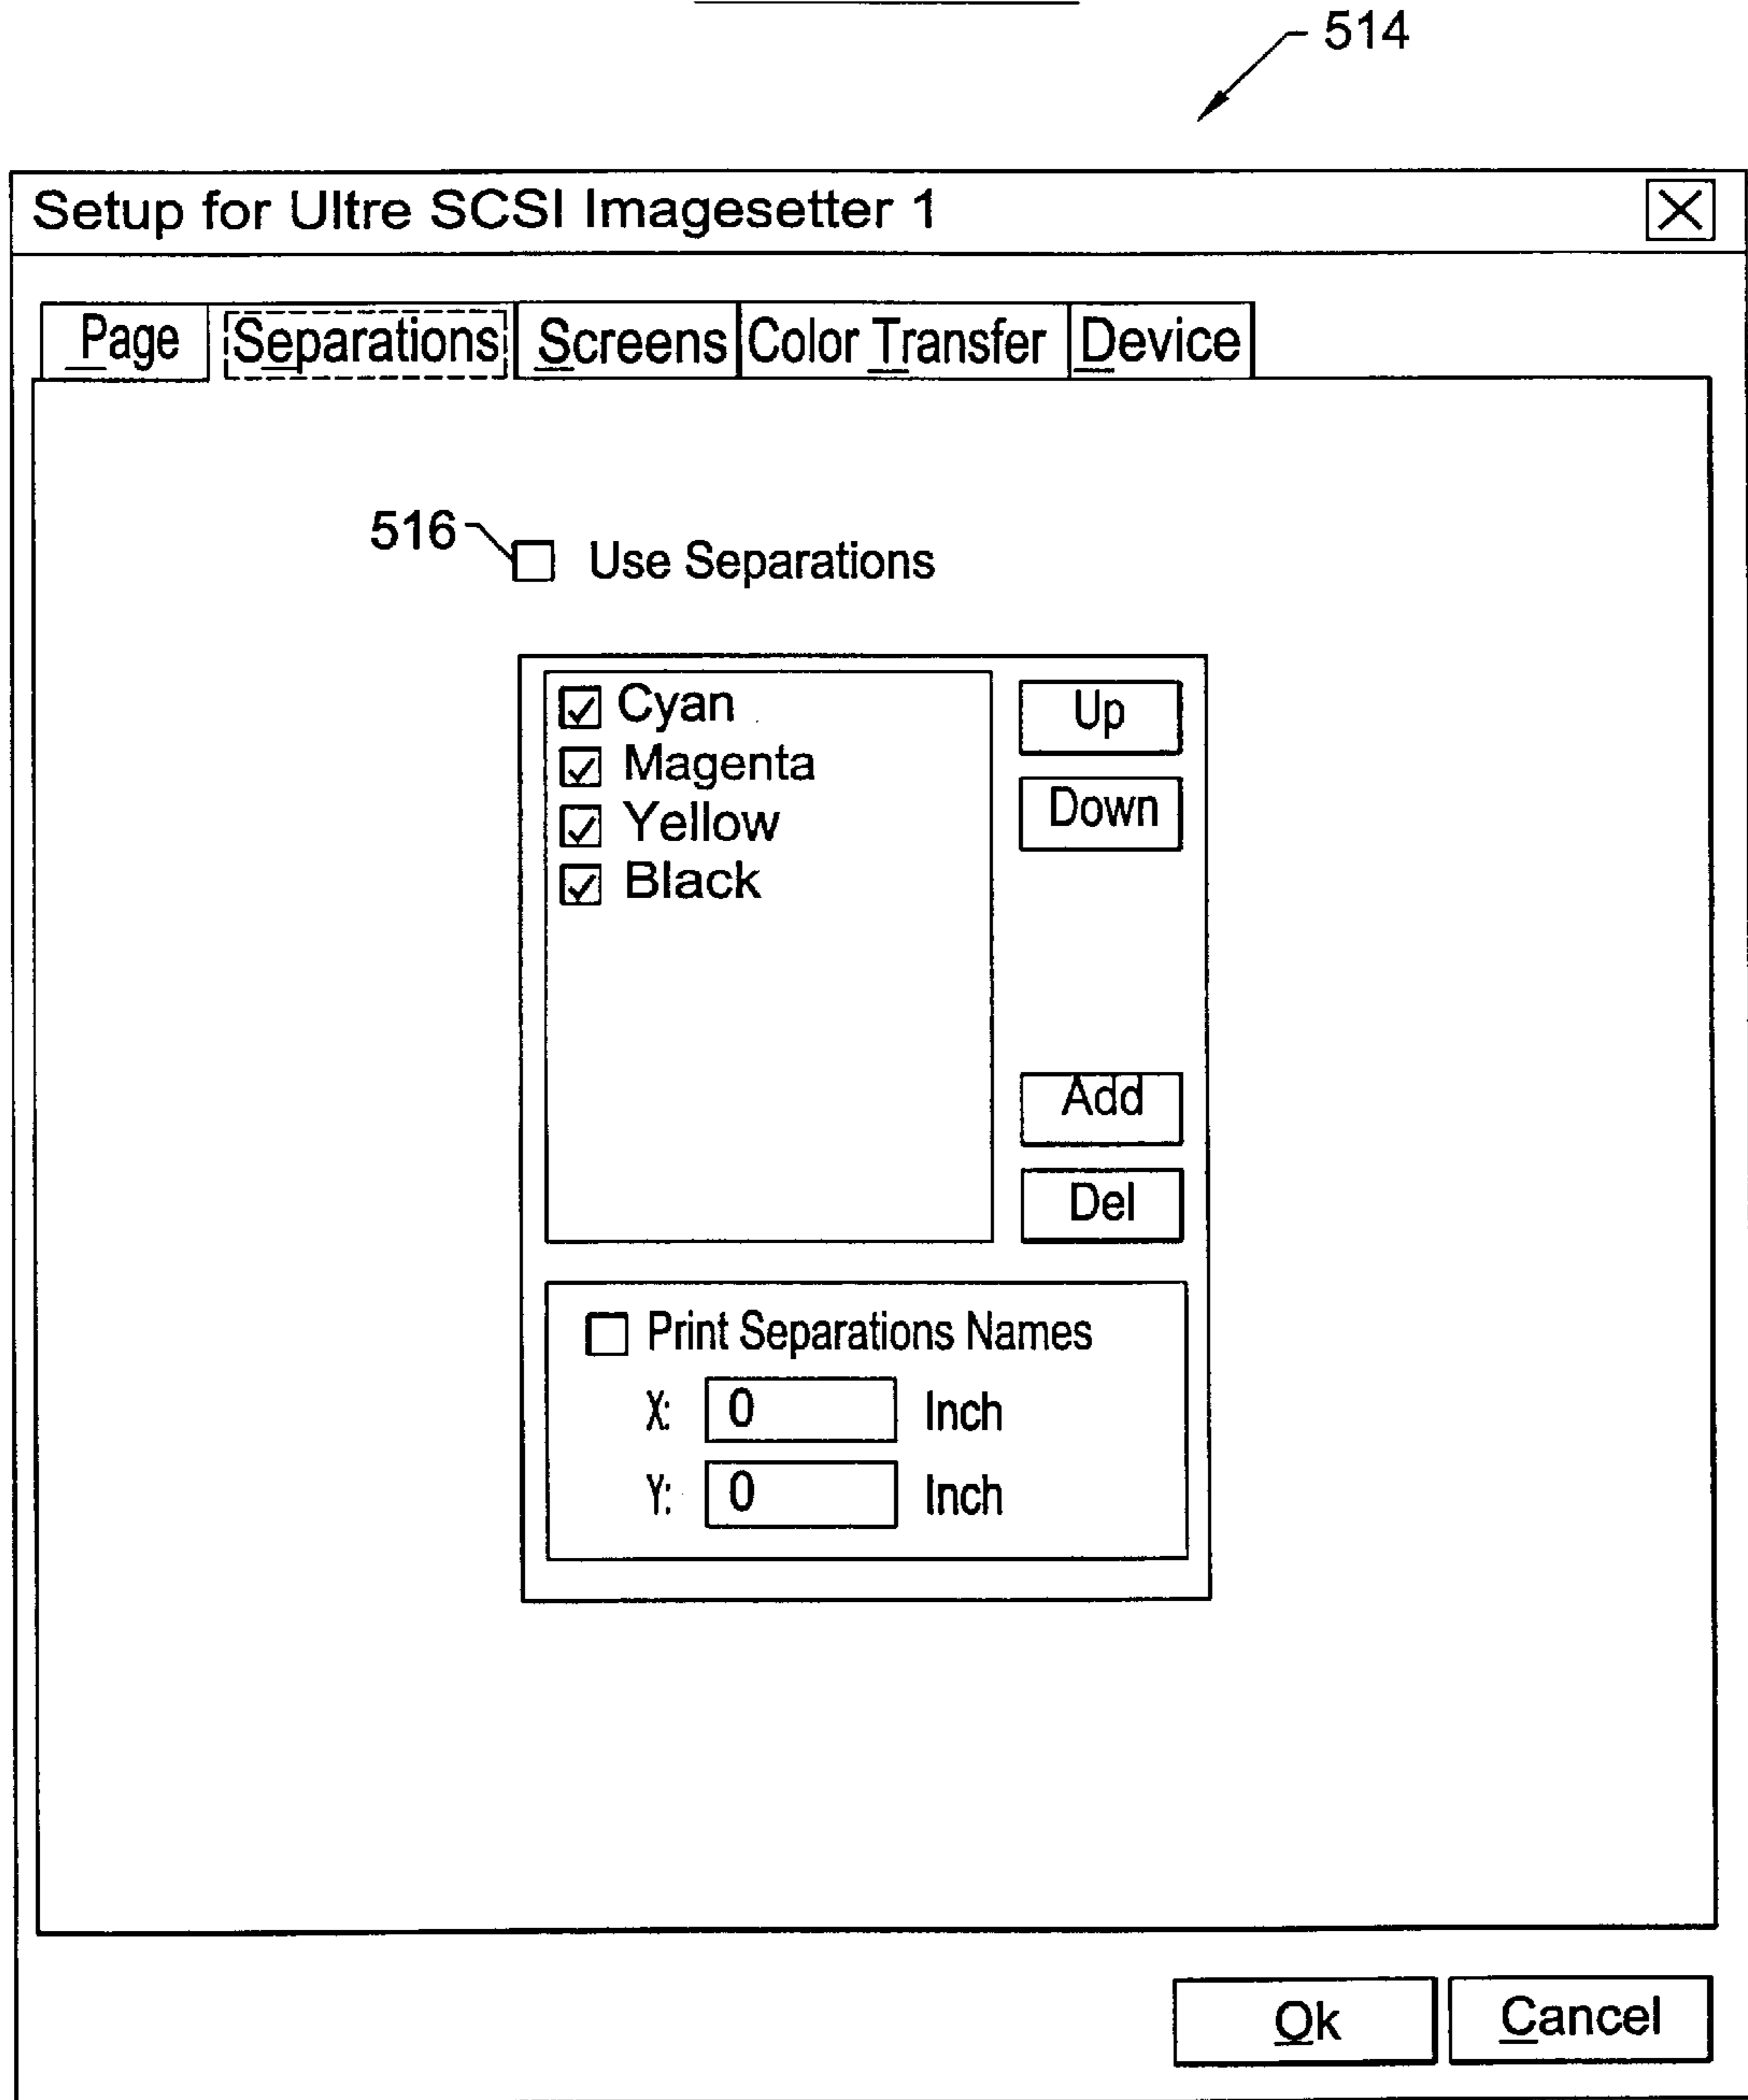 514
Setup for Ultre SCSI Imagesetter 1
Page Separations Screens Color Transfer Device
516 Use Separations
Cyan
Magenta
Yellow
Black
Up
Down
Add
Del
Print Separations Names
X: 0 Inch
Y: 0 Inch
Ok Cancel